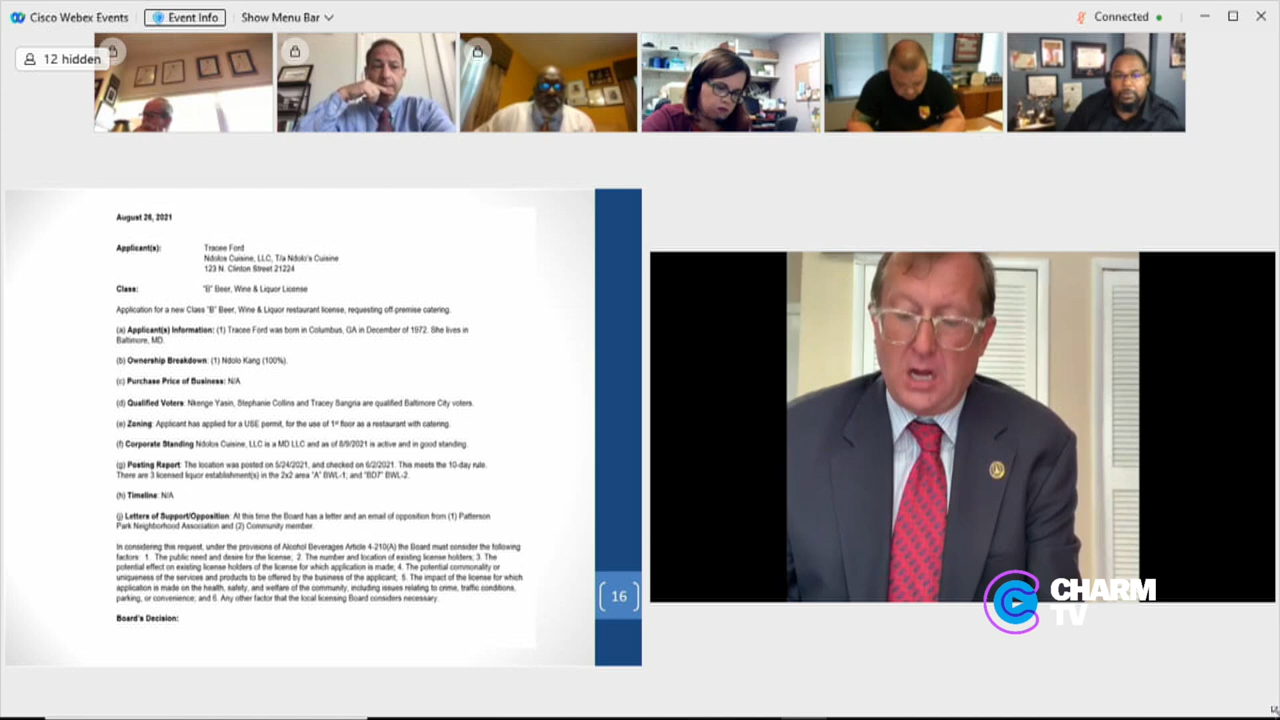 Cisco Webex Events
Event Info
Show Menu Bar
Connected
12 hidden
August 26, 2021
Applicant(s): Tracee Ford
Ndolos Cuisine, LLC, T/a Ndolo's Cuisine
123 N. Clinton Street 21224
Class: "B" Beer, Wine & Liquor License
Application for a new Class "B" Beer, Wine & Liquor restaurant license, requesting off-premise catering.
(a) Applicant(s) Information: (1) Tracee Ford was born in Columbus, GA in December of 1972. She lives in
Baltimore, MD.
(b) Ownership Breakdown: (1) Ndolo Kang (100%).
(c) Purchase Price of Business: N/A
(d) Qualified Voters: Nkenge Yasin, Stephanie Collins and Tracey Sangria are qualified Baltimore City voters.
(e) Zoning: Applicant has applied for a USE permit, for the use of 1st floor as a restaurant with catering.
(f) Corporate Standing Ndolos Cuisine, LLC is a MD LLC and as of 8/9/2021 is active and in good standing.
(g) Posting Report: The location was posted on 5/24/2021, and checked on 6/2/2021. This meets the 10-day rule.
There are 3 licensed liquor establishment(s) in the 2x2 area "A" BWL-1; and "BD7" BWL-2.
(h) Timeline: N/A
(j) Letters of Support/Opposition: At this time the Board has a letter and an email of opposition from (1) Patterson
Park Neighborhood Association and (2) Community member.
In considering this request, under the provisions of Alcohol Beverages Article 4-210(A) the Board must consider the following
factors: 1. The public need and desire for the license; 2. The number and location of existing license holders; 3. The
potential effect on existing license holders of the license for which application is made; 4. The potential commonality or
uniqueness of the services and products to be offered by the business of the applicant; 5. The impact of the license for which
application is made on the health, safety, and welfare of the community, including issues relating to crime, traffic conditions,
parking, or convenience; and 6. Any other factor that the local licensing Board considers necessary.
Board's Decision:
16
CHARM
TV